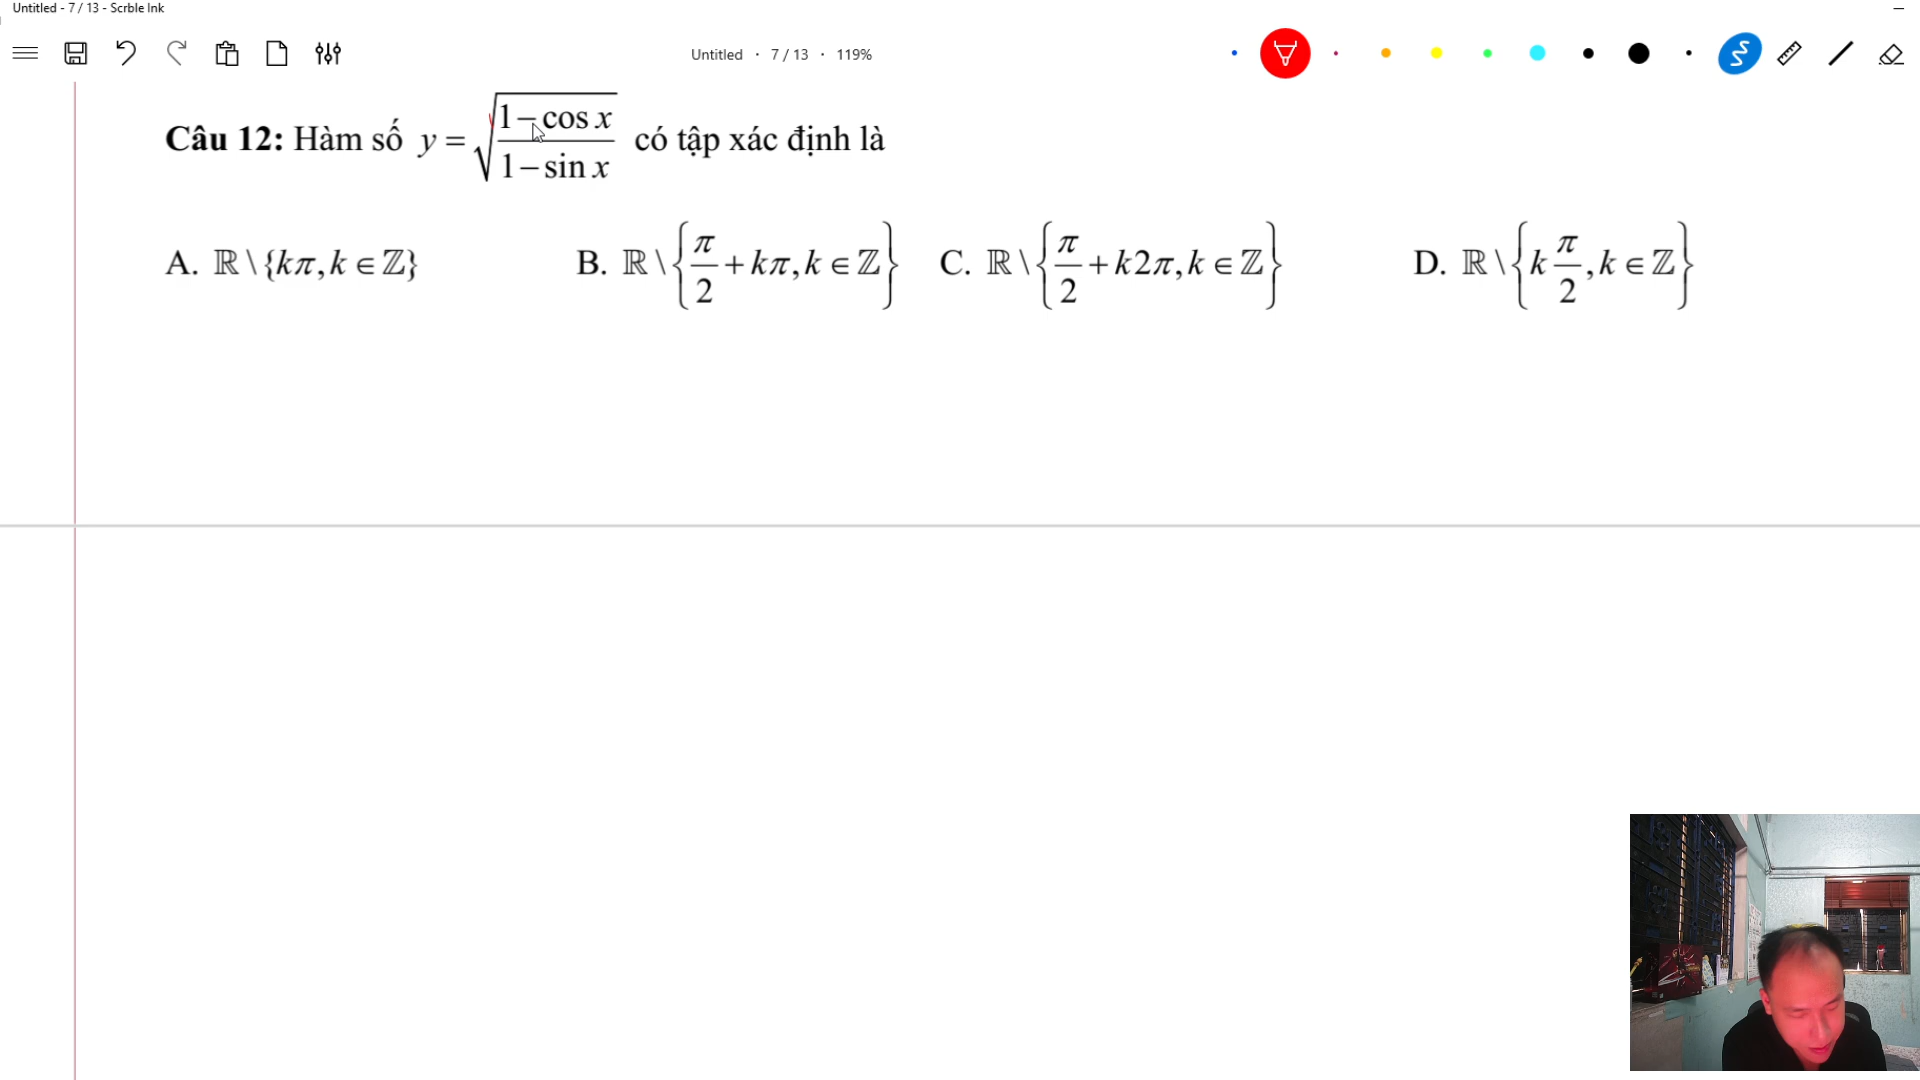 Untitled - 7 / 13 - Scrble Ink
Untitled · 7 / 13 · 119%
Câu 12: Hàm số y = √((1 − cos x)/(1 − sin x)) có tập xác định là
A. ℝ \ {kπ, k ∈ ℤ} B. ℝ \ {π/2 + kπ, k ∈ ℤ} C. ℝ \ {π/2 + k2π, k ∈ ℤ} D. ℝ \ {k π/2, k ∈ ℤ}